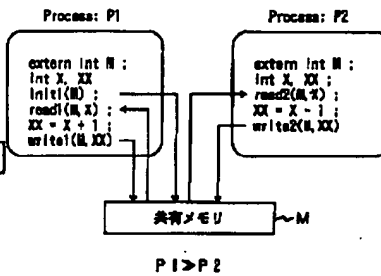 Process: P1
extern int M ;
int X, XX
init1(M) ;
read1(M,X) ;
XX = X + 1 ;
write1(M,XX)
Process: P2
extern int M ;
int X, XX ;
read2(M,X) ;
XX = X - 1 ;
write2(M,XX)
共有メモリ
M
P1≫P2